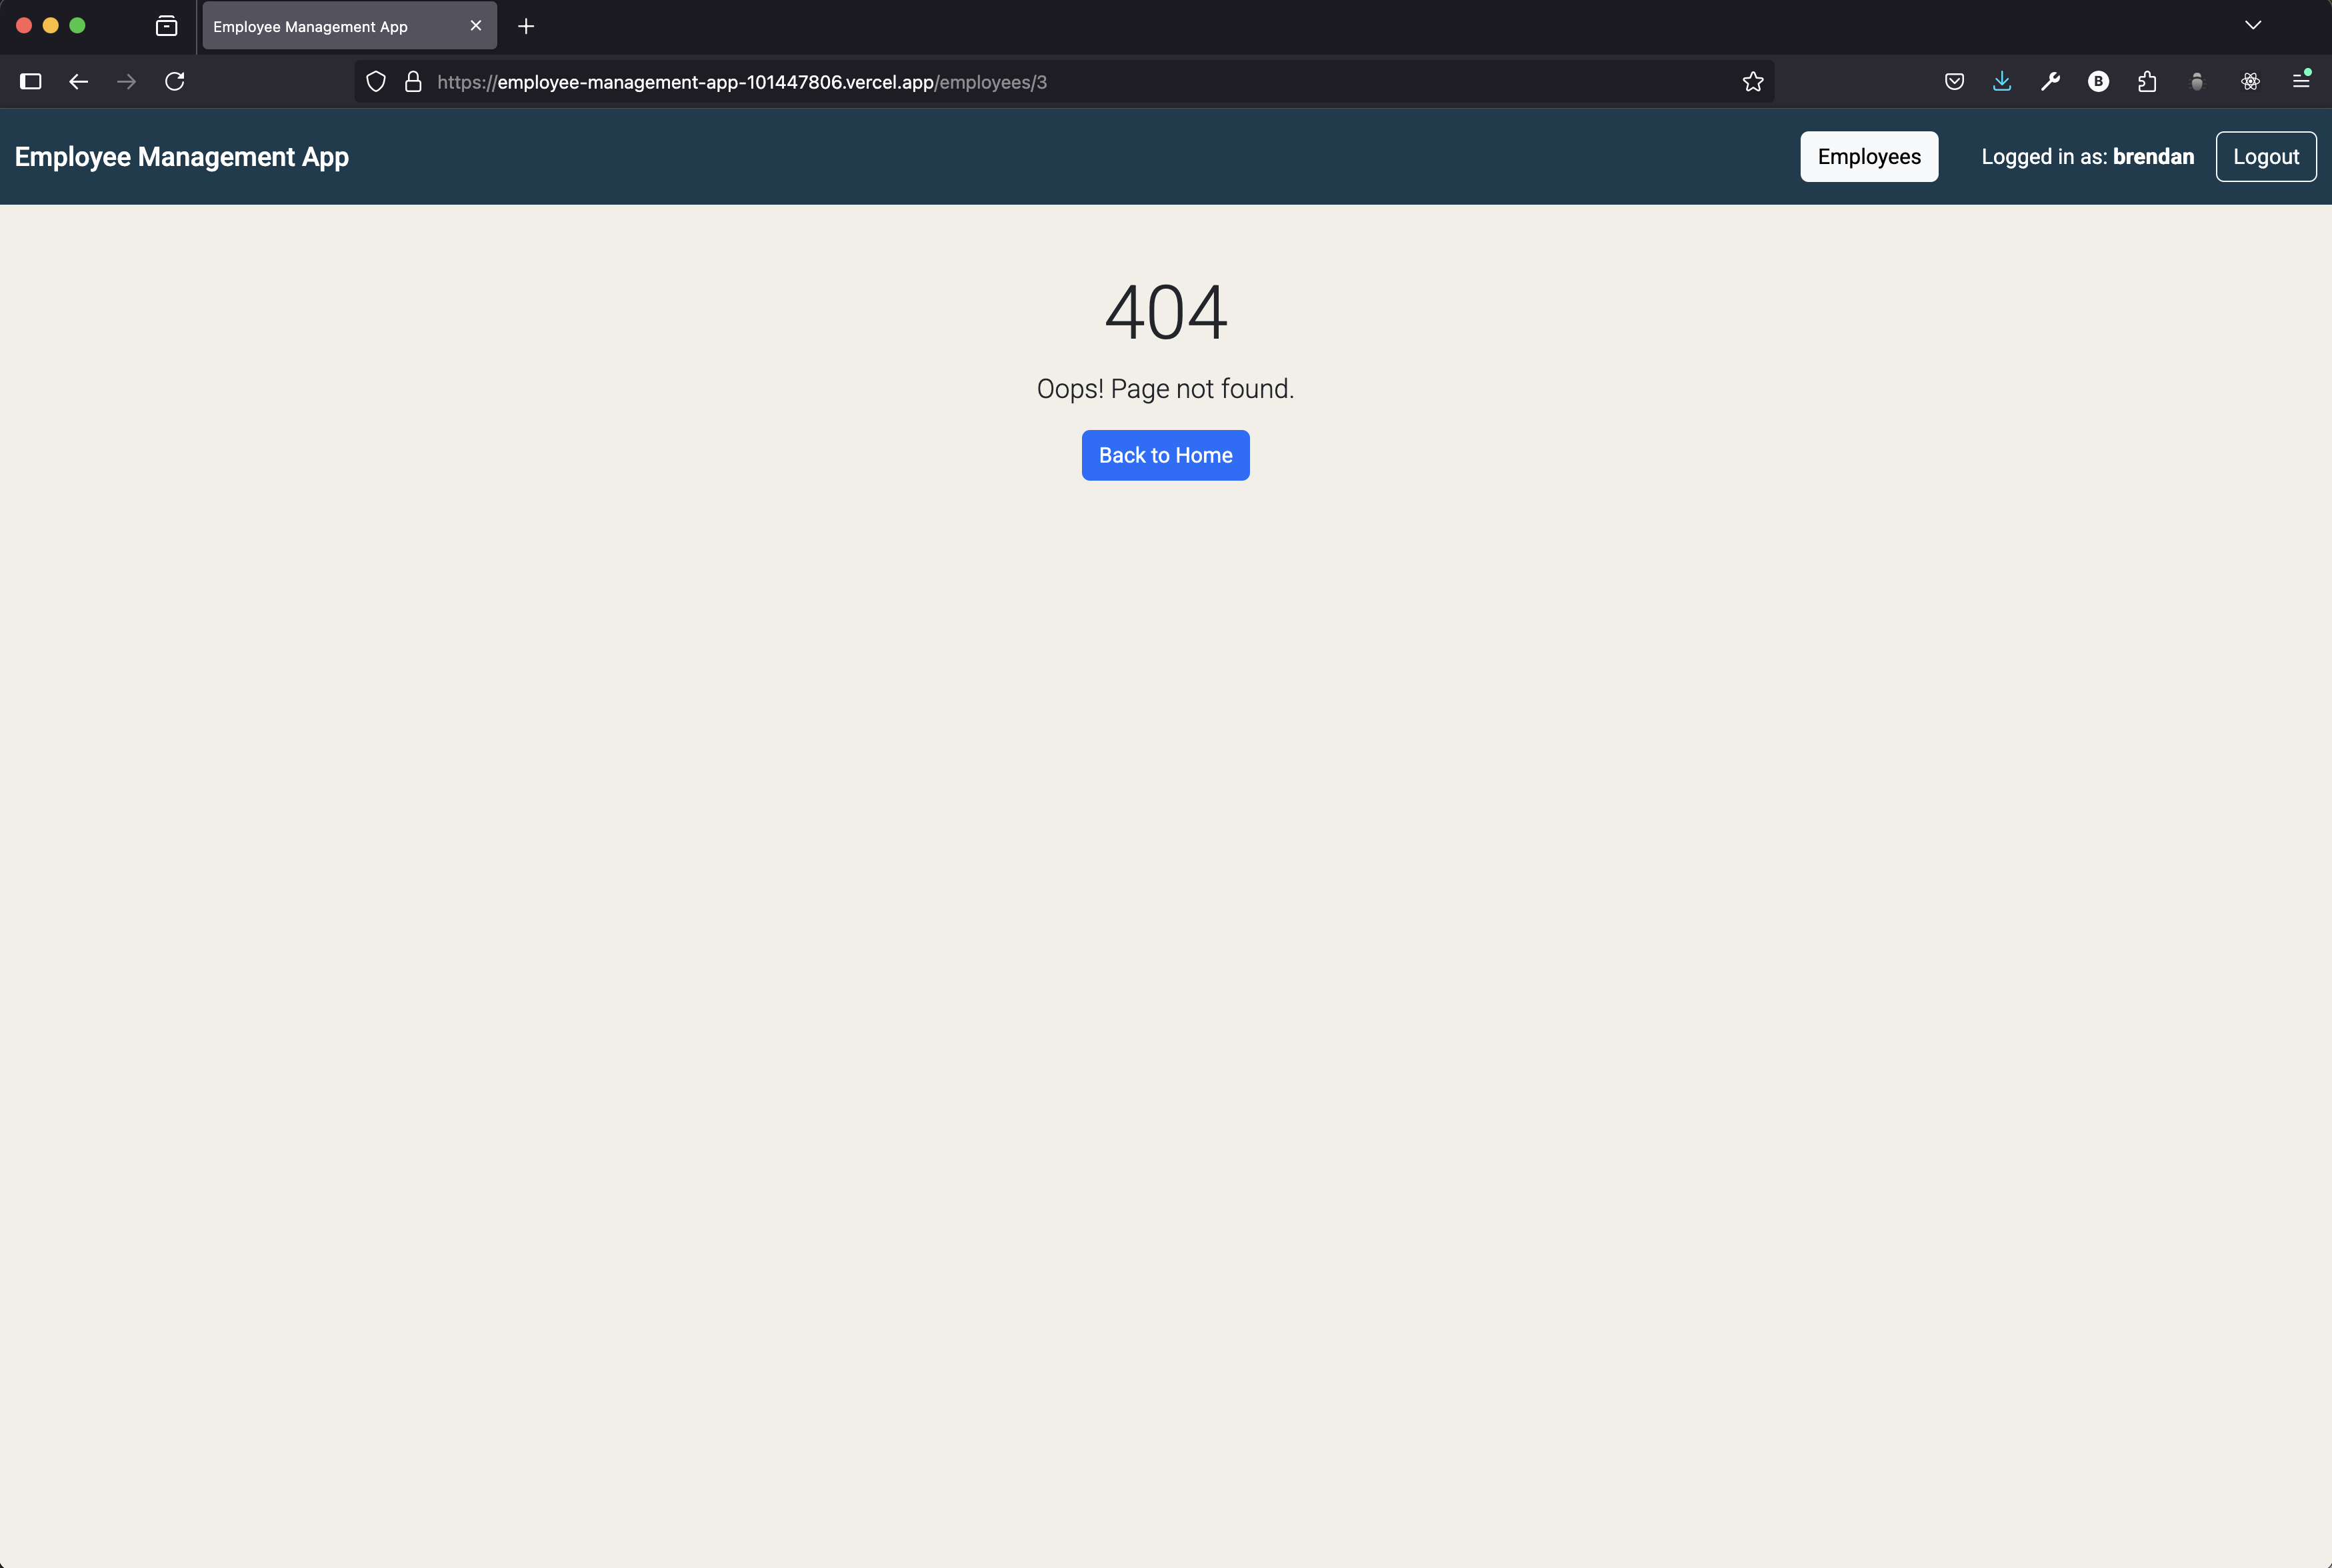 Employee Management App
https://employee-management-app-101447806.vercel.app/employees/3
B
Employee Management App
Employees
Logged in as: brendan
Logout
404
Oops! Page not found.
Back to Home